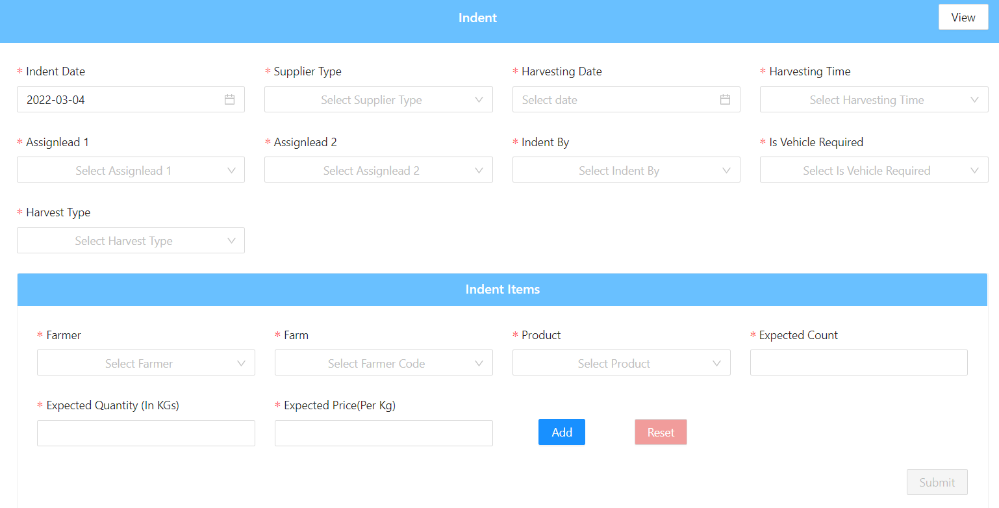 Indent
View
* Indent Date
* Supplier Type
* Harvesting Date
* Harvesting Time
2022-03-04
Select Supplier Type
Select date
Select Harvesting Time
* Assignlead 1
* Assignlead 2
* Indent By
* Is Vehicle Required
Select Assignlead 1
Select Assignlead 2
Select Indent By
Select Is Vehicle Required
* Harvest Type
Select Harvest Type
Indent Items
* Farmer
* Farm
* Product
* Expected Count
Select Farmer
Select Farmer Code
Select Product
* Expected Quantity (In KGs)
* Expected Price(Per Kg)
Add
Reset
Submit